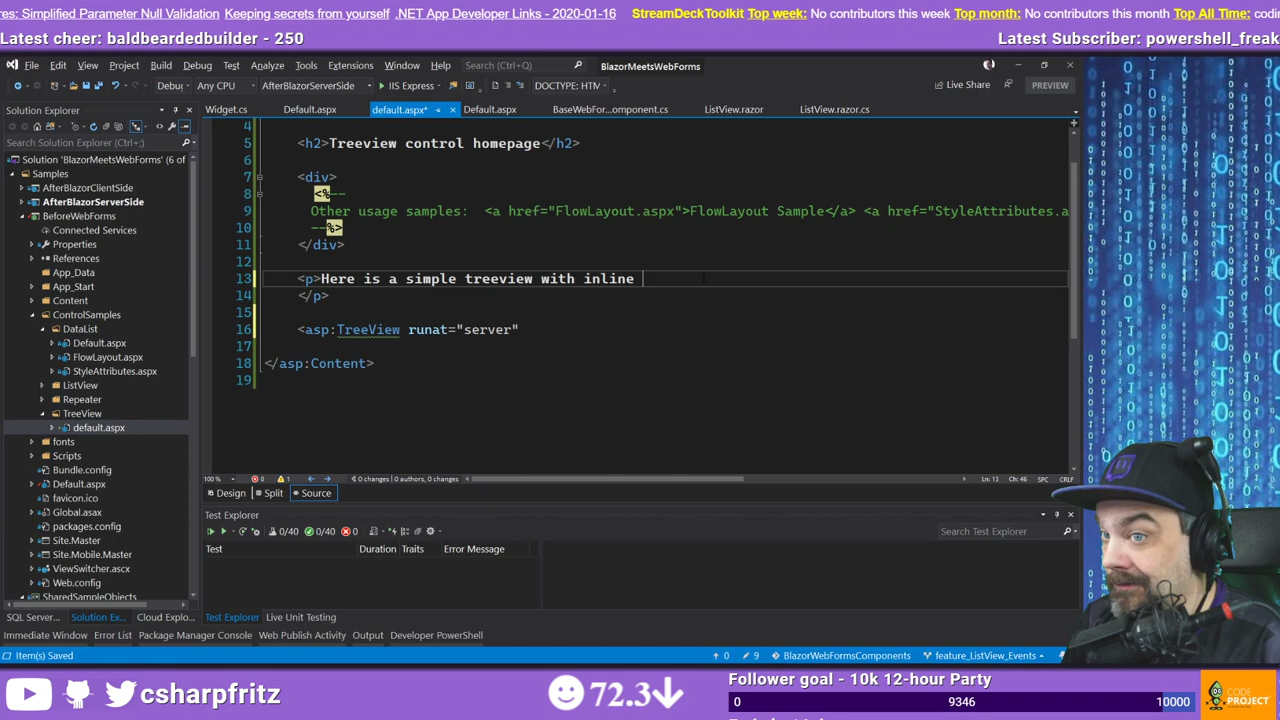 res: Simplified Parameter Null Validation Keeping secrets from yourself .NET App Developer Links - 2020-01-16 StreamDeckToolkit Top week: No contributors this week Top month: No contributors this month Top All Time: codin
Latest cheer: baldbeardedbuilder - 250 Latest Subscriber: powershell_freak
File Edit View Project Build Debug Test Analyze Tools Extensions Window Help Search (Ctrl+Q) BlazorMeetsWebForms
Debug Any CPU AfterBlazorServerSide IIS Express DOCTYPE: HTM Live Share PREVIEW
Solution Explorer Widget.cs Default.aspx default.aspx* Default.aspx BaseWebFor...omponent.cs ListView.razor ListView.razor.cs
Search Solution Explorer (Ctrl+;)
Solution 'BlazorMeetsWebForms' (6 of
Samples
AfterBlazorClientSide
AfterBlazorServerSide
BeforeWebForms
Connected Services
Properties
References
App_Data
App_Start
Content
ControlSamples
DataList
Default.aspx
FlowLayout.aspx
StyleAttributes.aspx
ListView
Repeater
TreeView
default.aspx
fonts
Scripts
Bundle.config
Default.aspx
favicon.ico
Global.asax
packages.config
Site.Master
Site.Mobile.Master
ViewSwitcher.ascx
Web.config
SharedSampleObjects
4
5 <h2>Treeview control homepage</h2>
6
7 <div>
8 <%--
9 Other usage samples: <a href="FlowLayout.aspx">FlowLayout Sample</a> <a href="StyleAttributes.a
10 --%>
11 </div>
12
13 <p>Here is a simple treeview with inline
14 </p>
15
16 <asp:TreeView runat="server"
17
18 </asp:Content>
19
100 % 0 1 0 changes | 0 authors, 0 changes Ln: 13 Ch: 46 SPC CRLF
Design Split Source
Test Explorer
0/40 0/40 0 Search Test Explorer
Test Duration Traits Error Message
SQL Server... Solution Ex... Cloud Explo... Test Explorer Live Unit Testing
Immediate Window Error List Package Manager Console Web Publish Activity Output Developer PowerShell
Item(s) Saved 0 9 BlazorWebFormsComponents feature_ListView_Events
csharpfritz 72.3
Follower goal - 10k 12-hour Party
0 9346 10000
CODE PROJECT